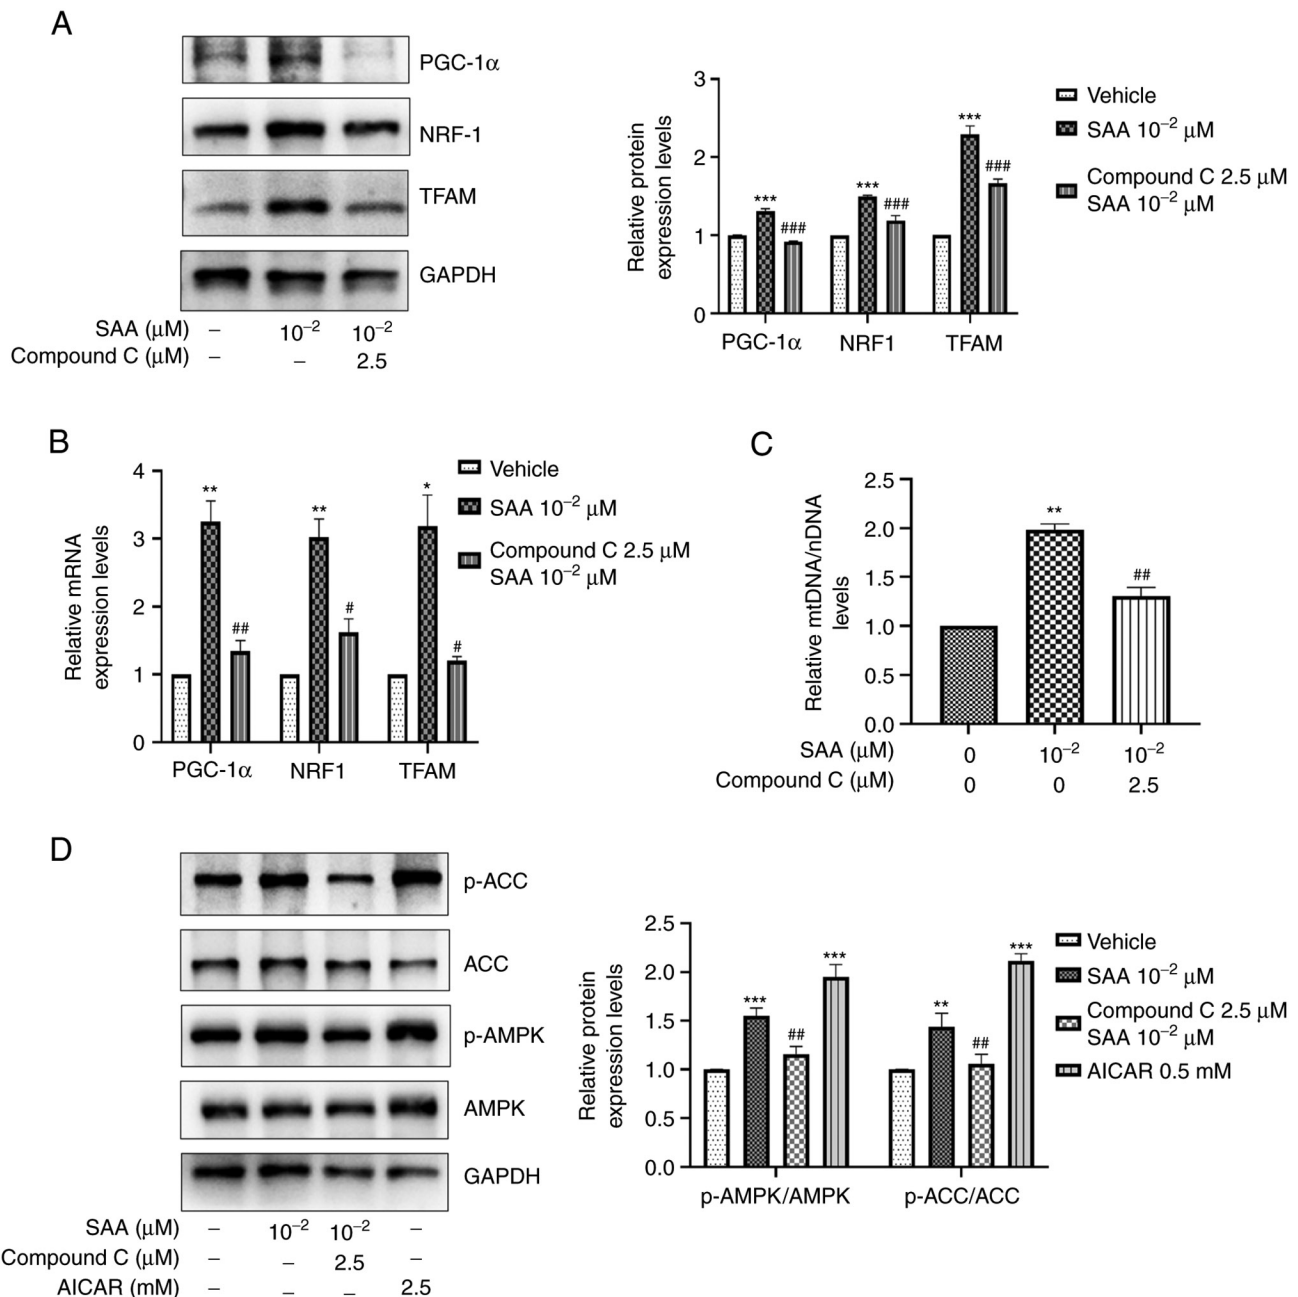 A
PGC-1α
NRF-1
TFAM
GAPDH
SAA (μM) – 10⁻² 10⁻²
Compound C (μM) – – 2.5
Relative protein
expression levels
3
2
1
0
***
###
***
###
***
###
PGC-1α NRF1 TFAM
Vehicle
SAA 10⁻² μM
Compound C 2.5 μM
SAA 10⁻² μM
B
Relative mRNA
expression levels
4
3
2
1
0
**
##
**
#
*
#
PGC-1α NRF1 TFAM
Vehicle
SAA 10⁻² μM
Compound C 2.5 μM
SAA 10⁻² μM
C
Relative mtDNA/nDNA
levels
2.5
2.0
1.5
1.0
0.5
0.0
**
##
SAA (μM) 0 10⁻² 10⁻²
Compound C (μM) 0 0 2.5
D
p-ACC
ACC
p-AMPK
AMPK
GAPDH
SAA (μM) – 10⁻² 10⁻² –
Compound C (μM) – – 2.5 –
AICAR (mM) – – – 2.5
Relative protein
expression levels
2.5
2.0
1.5
1.0
0.5
0.0
***
##
***
**
##
***
p-AMPK/AMPK p-ACC/ACC
Vehicle
SAA 10⁻² μM
Compound C 2.5 μM
SAA 10⁻² μM
AICAR 0.5 mM